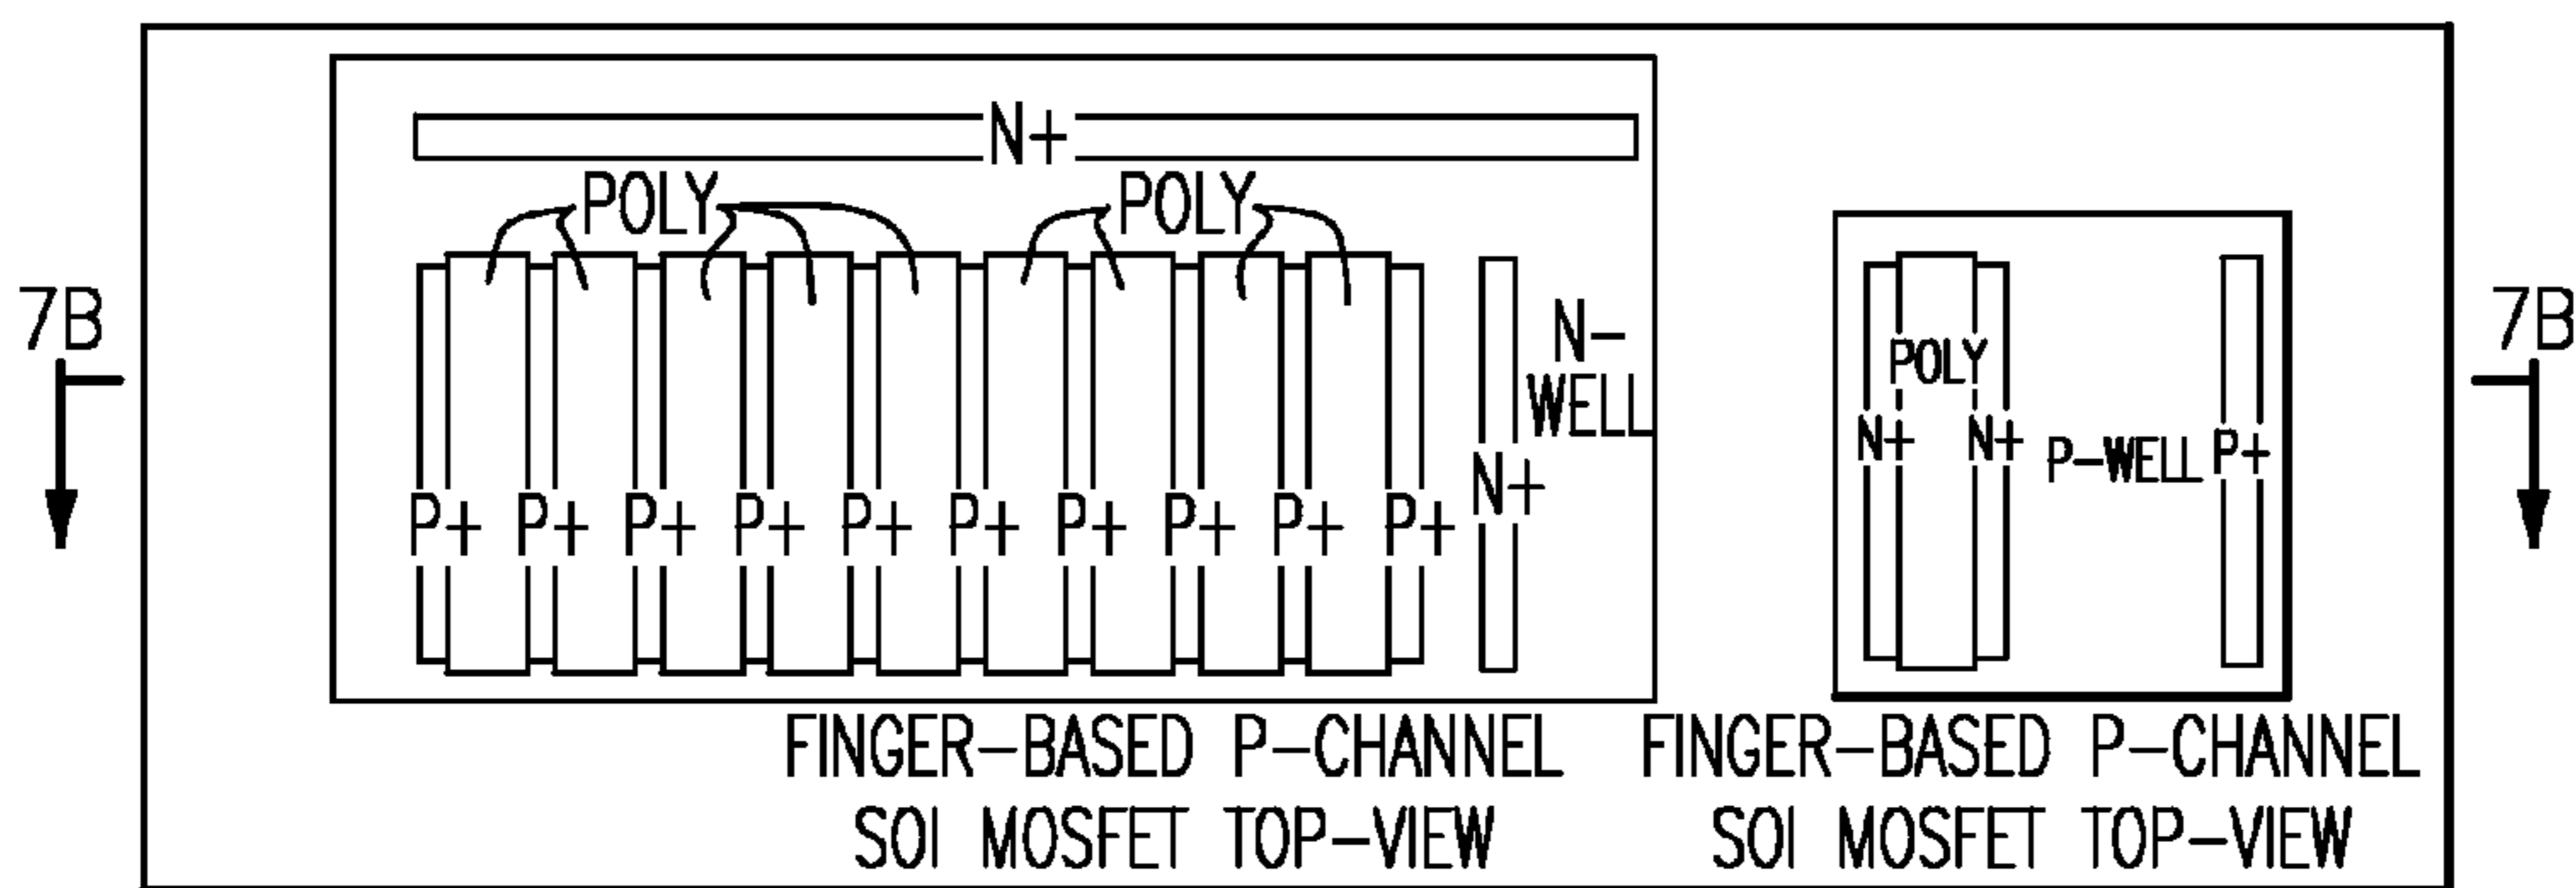 N+
POLY POLY
7B 7B
N-
WELL
POLY
N+ N+ P-WELL P+
N+
P+ P+ P+ P+ P+ P+ P+ P+ P+ P+
FINGER-BASED P-CHANNEL
SOI MOSFET TOP-VIEW
FINGER-BASED P-CHANNEL
SOI MOSFET TOP-VIEW